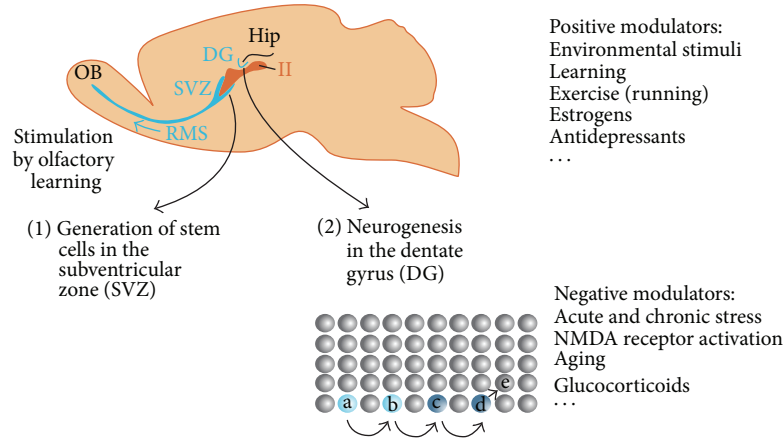 Hip
DG
OB
II
SVZ
RMS
Stimulation
by olfactory
learning
(1) Generation of stem
cells in the
subventricular
zone (SVZ)
(2) Neurogenesis
in the dentate
gyrus (DG)
Positive modulators:
Environmental stimuli
Learning
Exercise (running)
Estrogens
Antidepressants
...
Negative modulators:
Acute and chronic stress
NMDA receptor activation
Aging
Glucocorticoids
...
e
a b c d